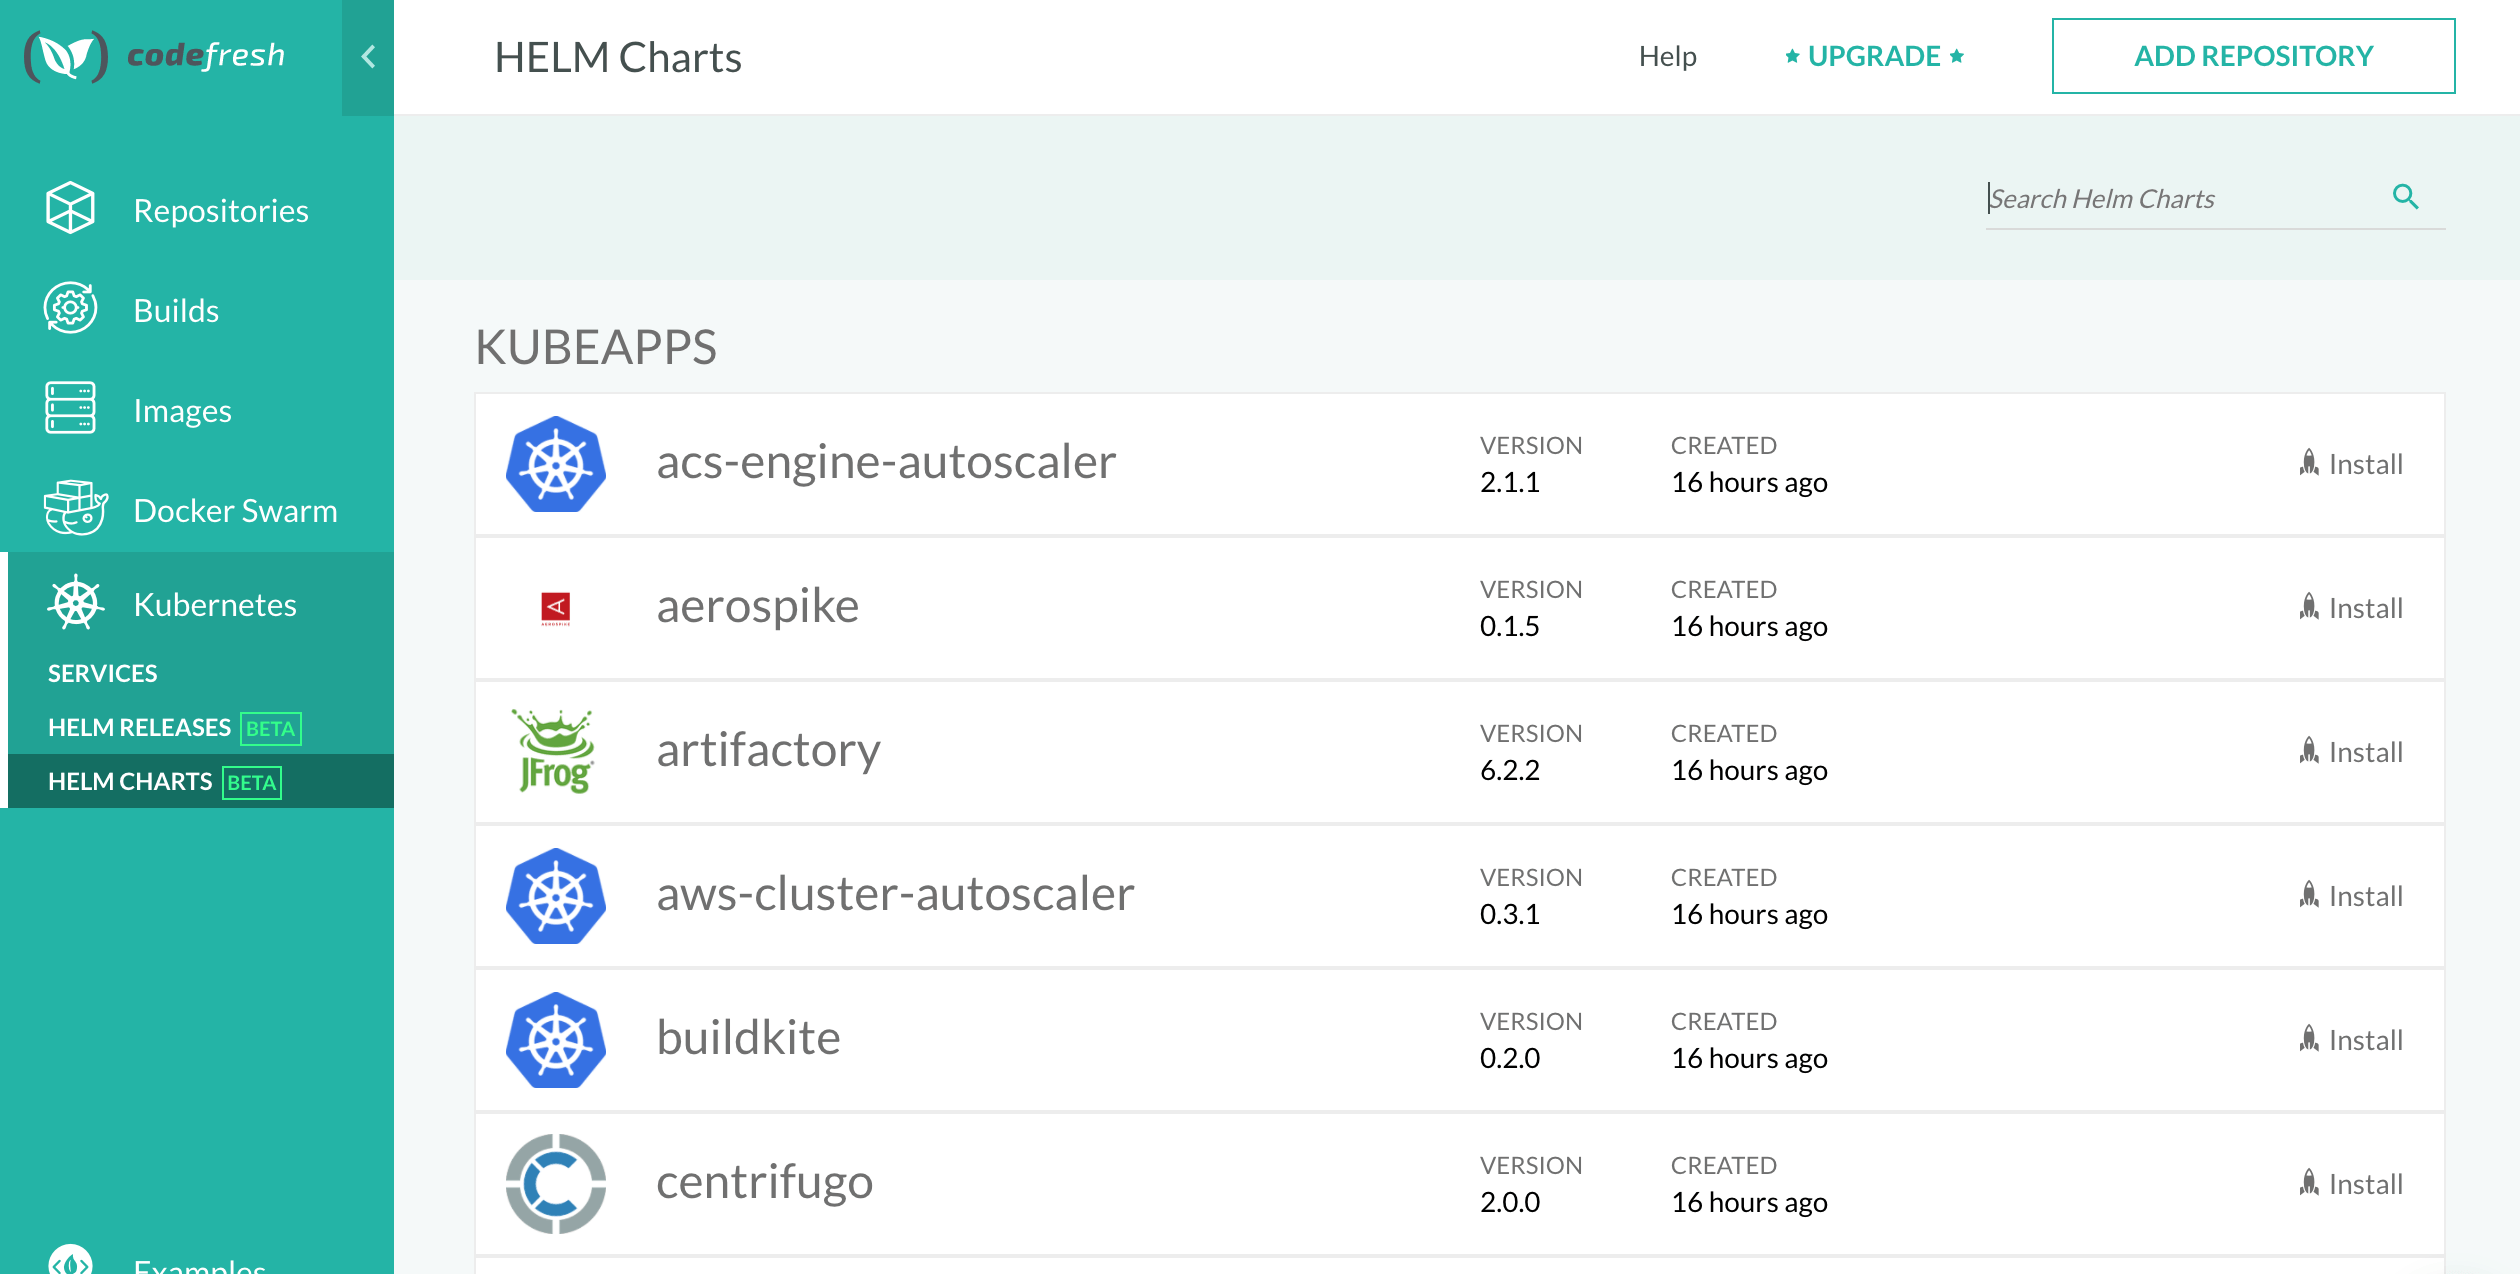 codefresh
HELM Charts
Help
UPGRADE
ADD REPOSITORY
Repositories
Builds
Images
Docker Swarm
Kubernetes
SERVICES
HELM RELEASES BETA
HELM CHARTS BETA
Examples
Search Helm Charts
KUBEAPPS
acs-engine-autoscaler
VERSION
2.1.1
CREATED
16 hours ago
Install
AEROSPIKE
aerospike
VERSION
0.1.5
CREATED
16 hours ago
Install
JFrog
artifactory
VERSION
6.2.2
CREATED
16 hours ago
Install
aws-cluster-autoscaler
VERSION
0.3.1
CREATED
16 hours ago
Install
buildkite
VERSION
0.2.0
CREATED
16 hours ago
Install
centrifugo
VERSION
2.0.0
CREATED
16 hours ago
Install